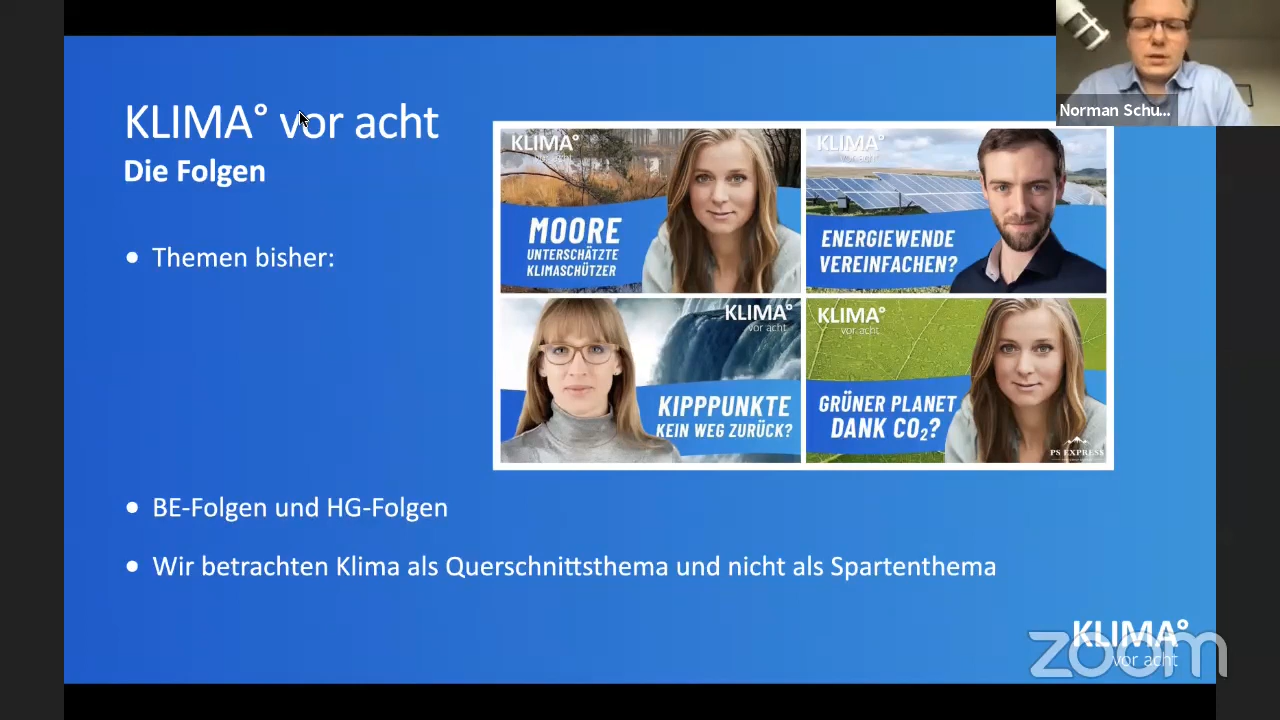 Norman Schu...
KLIMA° vor acht
Die Folgen
• Themen bisher:
KLIMA°
vor acht
MOORE
UNTERSCHÄTZTE
KLIMASCHÜTZER
KLIMA°
vor acht
ENERGIEWENDE
VEREINFACHEN?
KLIMA°
vor acht
KIPPPUNKTE
KEIN WEG ZURÜCK?
KLIMA°
vor acht
GRÜNER PLANET
DANK CO₂?
PS EXPRESS
• BE-Folgen und HG-Folgen
• Wir betrachten Klima als Querschnittsthema und nicht als Spartenthema
KLIMA°
vor acht
zoom